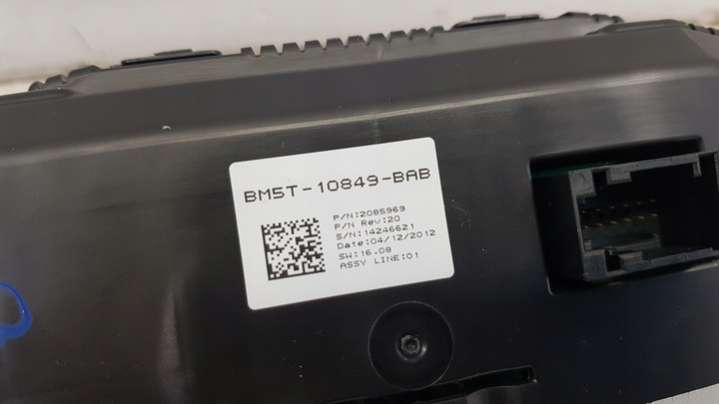 BM5T-10849-BAB
P/N:2085969
P/N Rev:20
S/N:14246621
Date:04/12/2012
SW:16.08
ASSY LINE:01